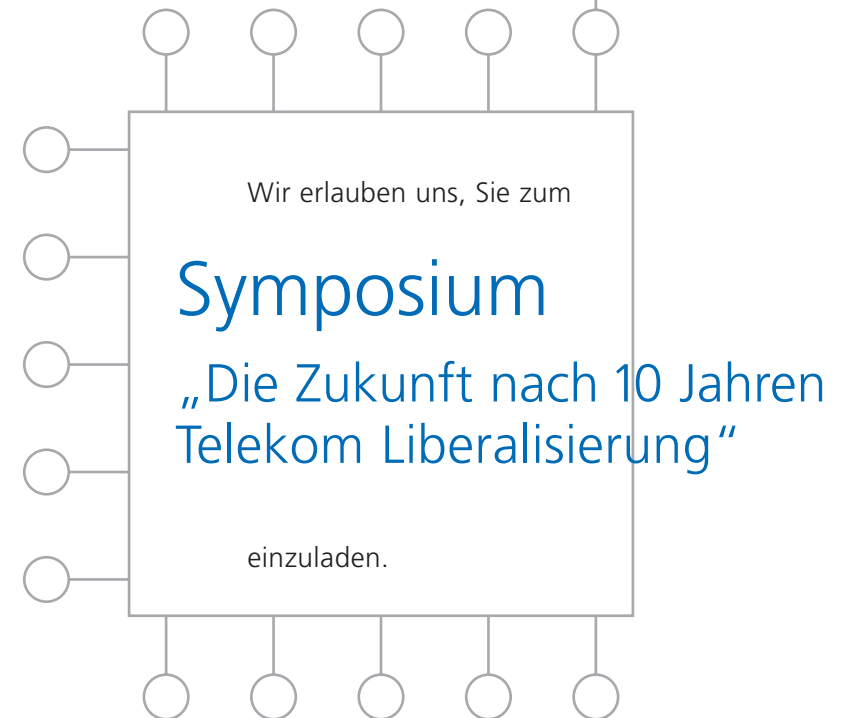 Wir erlauben uns, Sie zum
Symposium
„Die Zukunft nach 10 Jahren
Telekom Liberalisierung“
einzuladen.